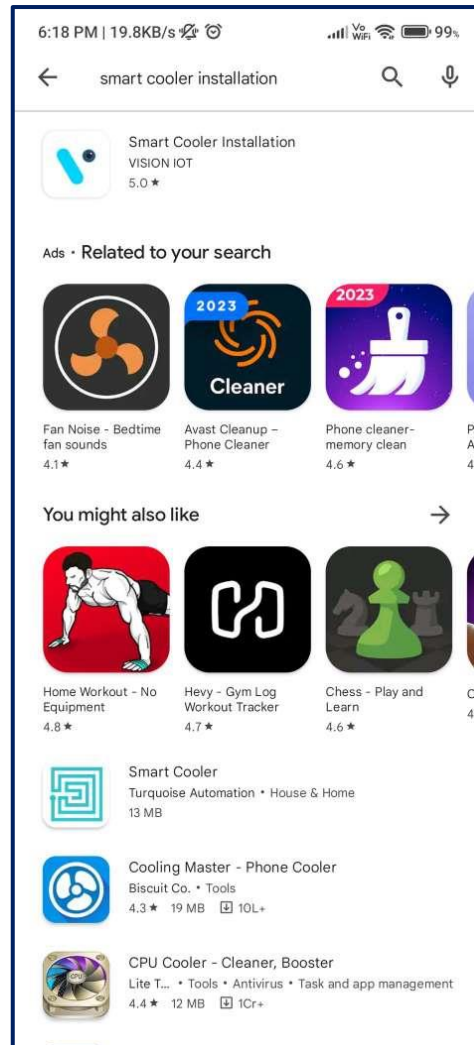 6:18 PM | 19.8KB/s Vo WiFi 99%
smart cooler installation
Smart Cooler Installation
VISION IOT
5.0 ★
Ads • Related to your search
2023
Cleaner
2023
Fan Noise - Bedtime fan sounds
4.1 ★
Avast Cleanup – Phone Cleaner
4.4 ★
Phone cleaner- memory clean
4.6 ★
You might also like
Home Workout - No Equipment
4.8 ★
Hevy - Gym Log Workout Tracker
4.7 ★
Chess - Play and Learn
4.6 ★
Smart Cooler
Turquoise Automation • House & Home
13 MB
Cooling Master - Phone Cooler
Biscuit Co. • Tools
4.3 ★ 19 MB 10L+
CPU
CPU Cooler - Cleaner, Booster
Lite T... • Tools • Antivirus • Task and app management
4.4 ★ 12 MB 1Cr+